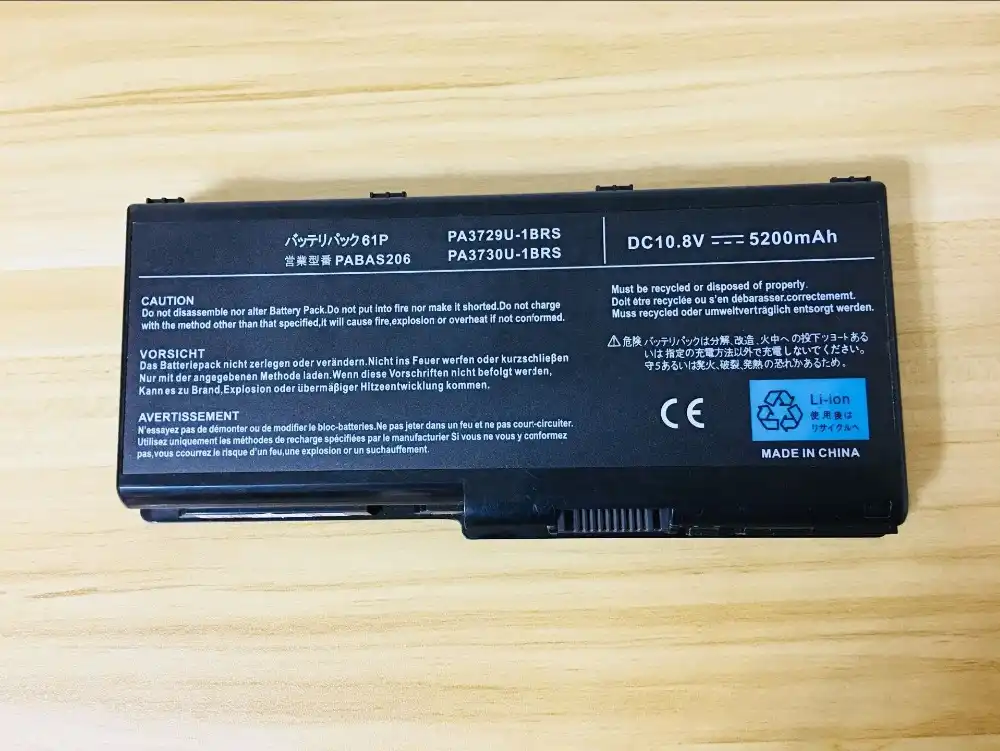 バッテリパック61P
営業型番 PABAS206
PA3729U-1BRS
PA3730U-1BRS
DC10.8V ⎓ 5200mAh
CAUTION
Do not disassemble nor alter Battery Pack.Do not put into fire nor make it shorted.Do not charge
with the method other than that specified,it will cause fire,explosion or overheat if not conformed.
VORSICHT
Das Batteriepack nicht zerlegen oder verändern.Nicht ins Feuer werfen oder kurzschließen
Nur mit der angegebenen Methode laden.Wenn diese Vorschriften nicht befolgt werden,
Kann es zu Brand,Explosion oder übermäßiger HItzeentwicklung kommen.
AVERTISSEMENT
N'essayez pas de démonter ou de modifier le bioc-batteries.Ne pas jeter dans un feu et ne pas cour:-circuiter.
Utilisez uniquement les méthodes de recharge spécifiées par le manufacturier Si vous ne vous y conformez
pas,vous ccourrez le risque d'un feu,une explosion or un suchauffement.
Must be recycled or disposed of properly.
Doit être recyclée ou s'en débarasser.correctememt.
Muss recycled oder umweltverträglich entsorgt werden.
⚠危険 バッテリパックは分解、改造、火中への投下ッョートある
いは指定の充電方法以外で充電しないでください。
守5あるいは発火、破裂、発熱の恐れがあるため。
CE
Li-ion
使用後は
リサイクルへ
MADE IN CHINA